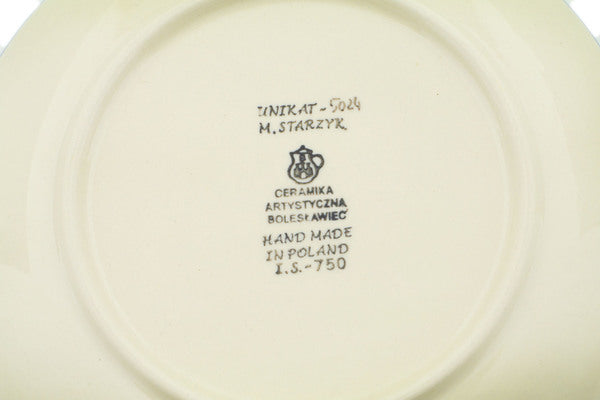 UNIKAT-5024
M. STARZYK
CERAMIKA
ARTYSTYCZNA
BOLESŁAWIEC
HAND MADE
IN POLAND
I.S.-750